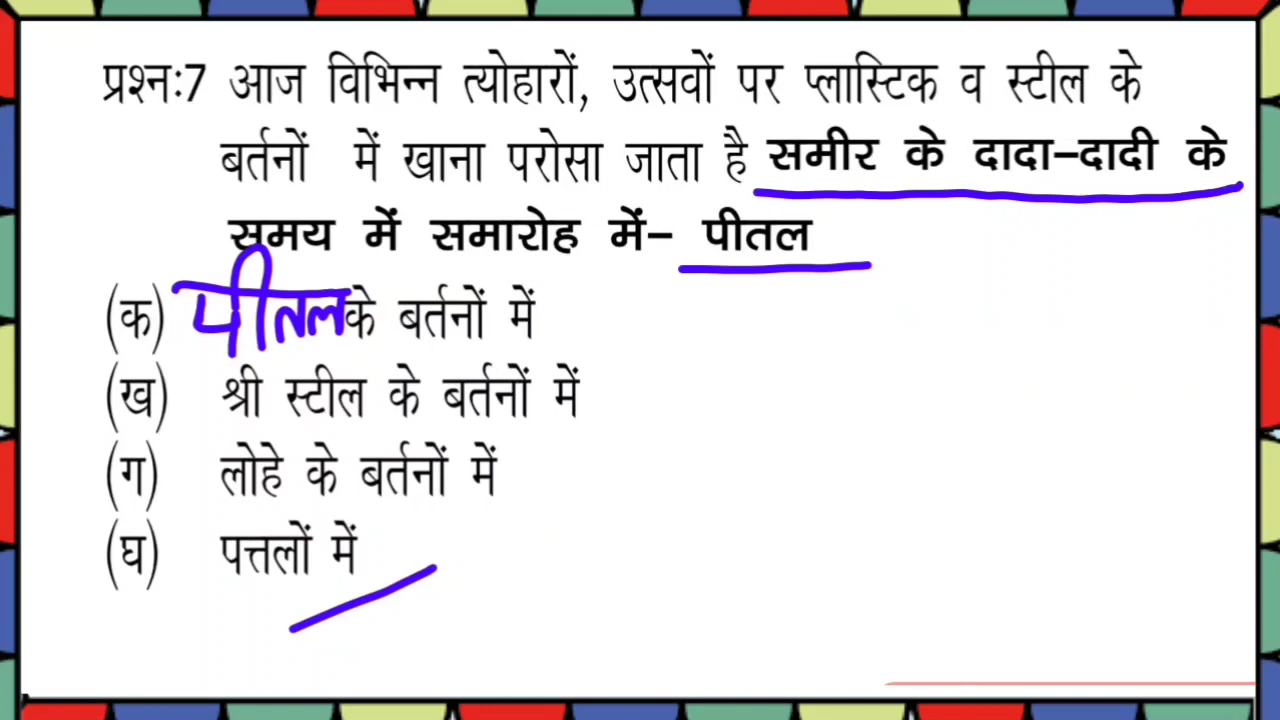 प्रश्नः7 आज विभिन्न त्योहारों, उत्सवों पर प्लास्टिक व स्टील के
बर्तनों में खाना परोसा जाता है समीर के दादा–दादी के
समय में समारोह में– पीतल
(क) पीतल के बर्तनों में
(ख) श्री स्टील के बर्तनों में
(ग) लोहे के बर्तनों में
(घ) पत्तलों में